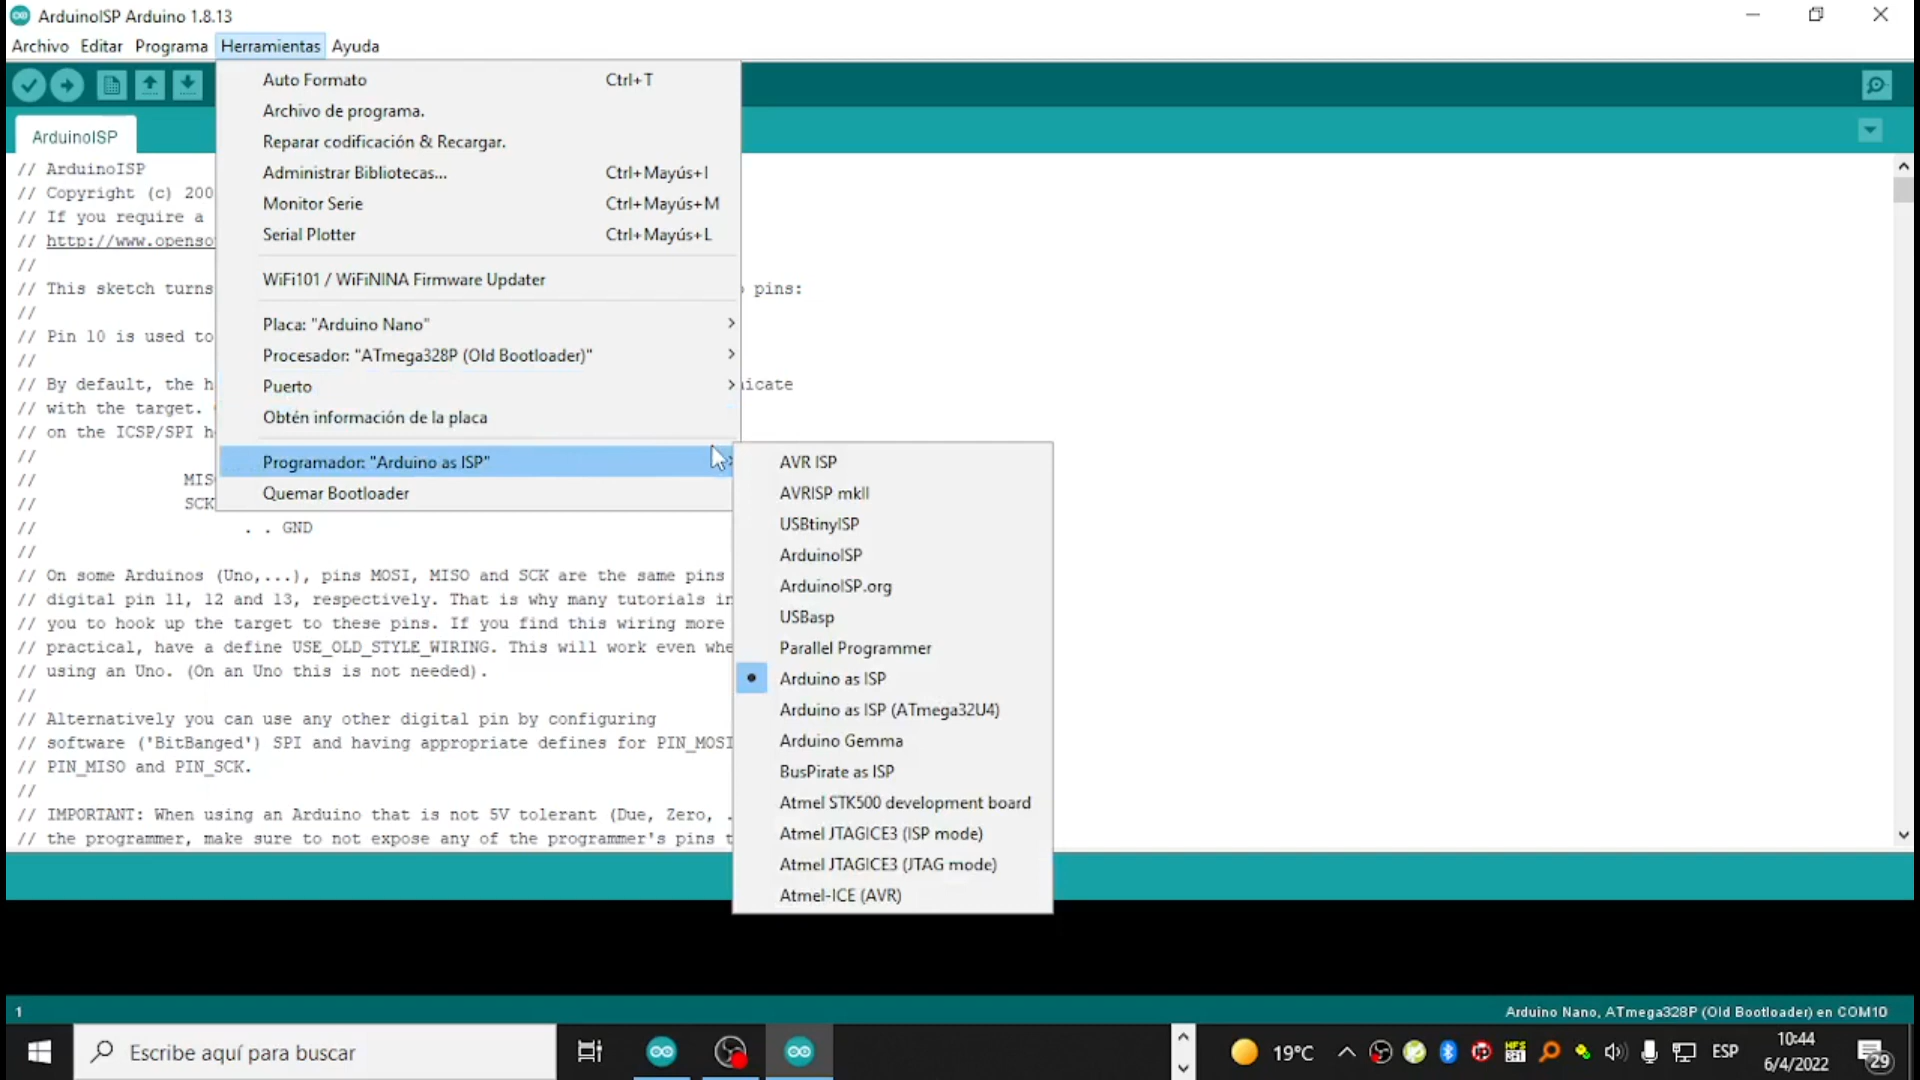 ArduinoISP Arduino 1.8.13
Archivo Editar Programa Herramientas Ayuda
ArduinoISP
Auto Formato Ctrl+T
Archivo de programa.
Reparar codificación & Recargar.
Administrar Bibliotecas... Ctrl+Mayús+I
Monitor Serie Ctrl+Mayús+M
Serial Plotter Ctrl+Mayús+L
WiFi101 / WiFiNINA Firmware Updater
Placa: "Arduino Nano"
Procesador: "ATmega328P (Old Bootloader)"
Puerto
Obtén información de la placa
Programador: "Arduino as ISP"
Quemar Bootloader
AVR ISP
AVRISP mkII
USBtinyISP
ArduinoISP
ArduinoISP.org
USBasp
Parallel Programmer
Arduino as ISP
Arduino as ISP (ATmega32U4)
Arduino Gemma
BusPirate as ISP
Atmel STK500 development board
Atmel JTAGICE3 (ISP mode)
Atmel JTAGICE3 (JTAG mode)
Atmel-ICE (AVR)
// ArduinoISP
// Copyright (c) 200
// If you require a
// http://www.openso
//
// This sketch turns pins:
//
// Pin 10 is used to
//
// By default, the h icate
// with the target.
// on the ICSP/SPI h
//
// MISO
// SCK
// . . GND
//
// On some Arduinos (Uno,...), pins MOSI, MISO and SCK are the same pins
// digital pin 11, 12 and 13, respectively. That is why many tutorials in
// you to hook up the target to these pins. If you find this wiring more
// practical, have a define USE_OLD_STYLE_WIRING. This will work even whe
// using an Uno. (On an Uno this is not needed).
//
// Alternatively you can use any other digital pin by configuring
// software ('BitBanged') SPI and having appropriate defines for PIN_MOSI
// PIN_MISO and PIN_SCK.
//
// IMPORTANT: When using an Arduino that is not 5V tolerant (Due, Zero, .
// the programmer, make sure to not expose any of the programmer's pins t
1 Arduino Nano, ATmega328P (Old Bootloader) en COM10
Escribe aquí para buscar
19°C
ESP
10:44
6/4/2022
29